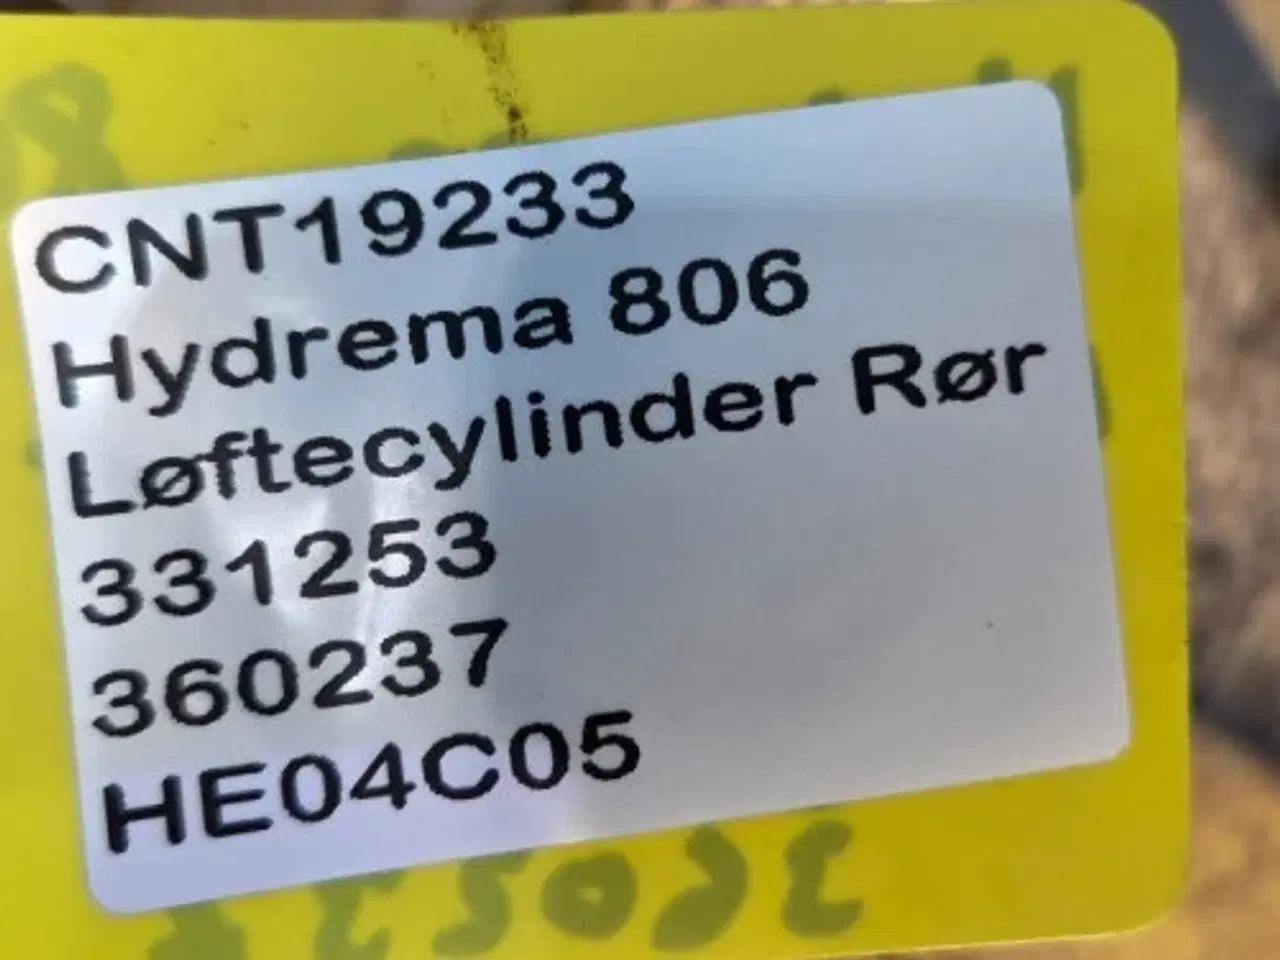 CNT19233
Hydrema 806
Løftecylinder Rør
331253
360237
HE04C05